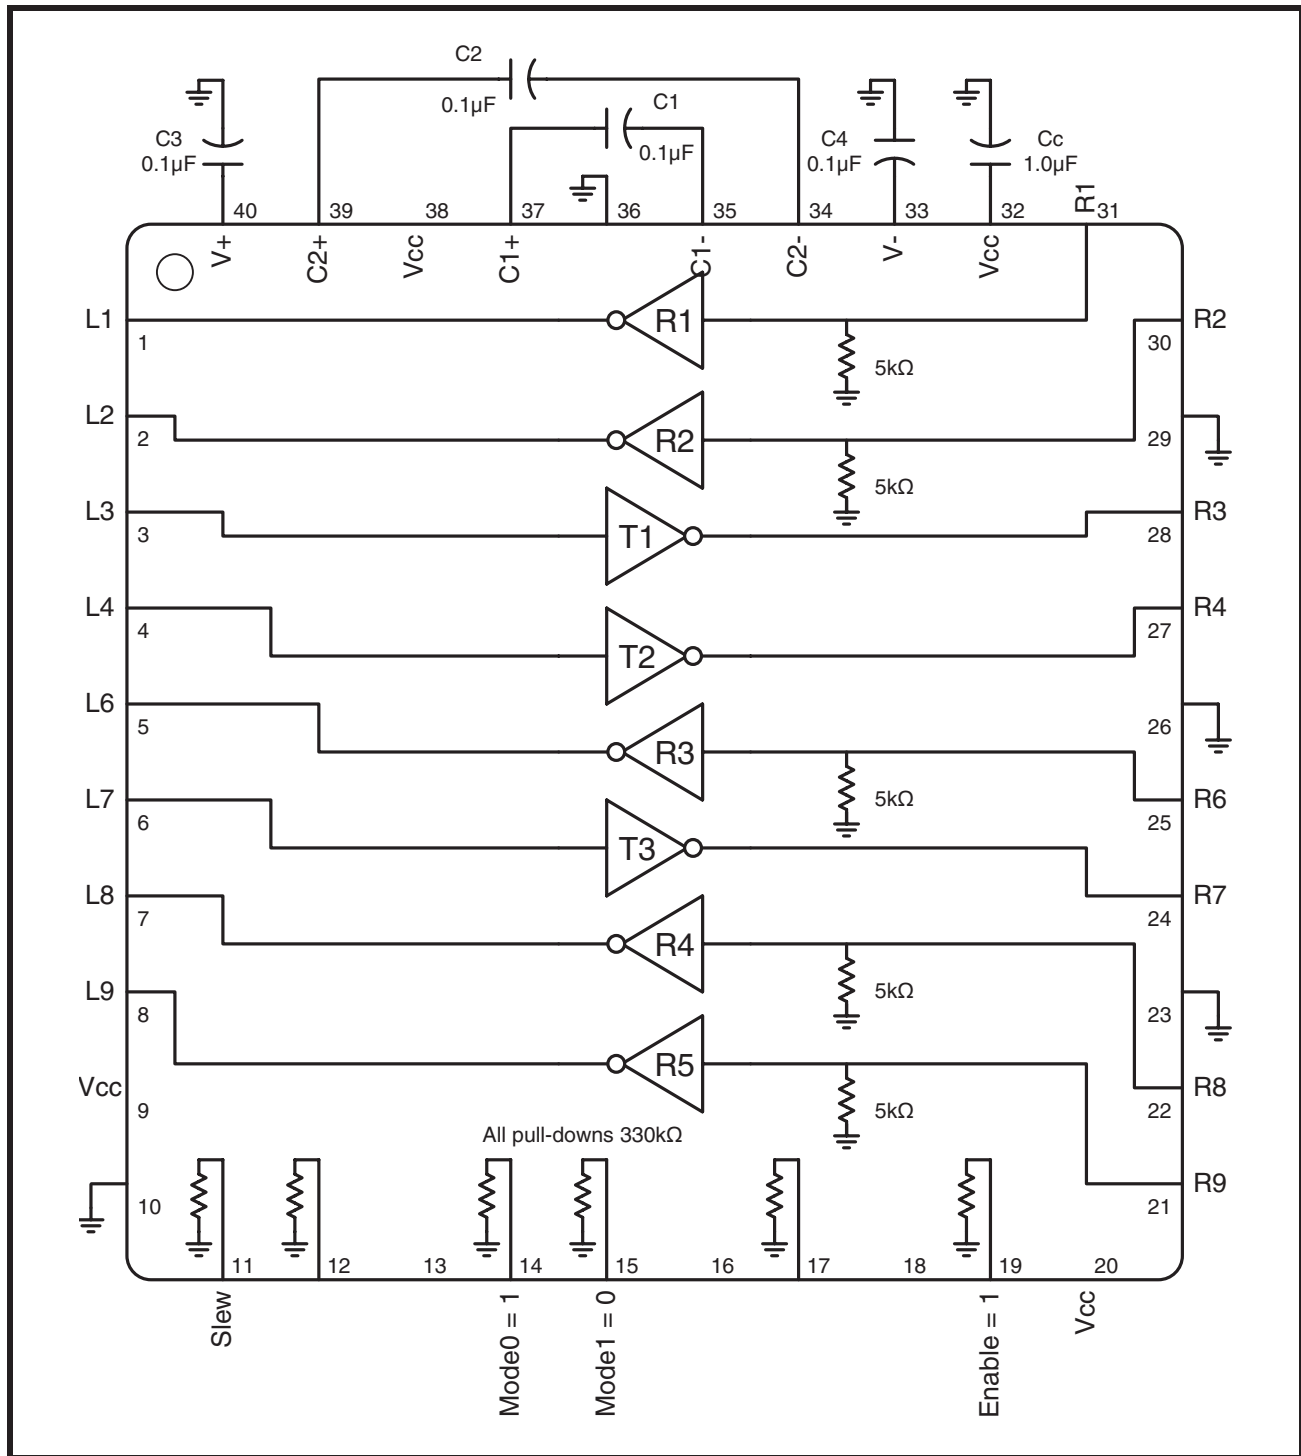 C2
0.1µF
C1
0.1µF
C3
0.1µF
C4
0.1µF
Cc
1.0µF
R1
40
39
38
37
36
35
34
33
32
31
V+
C2+
Vcc
C1+
C1-
C2-
V-
Vcc
L1
1
R1
5kΩ
30
R2
L2
2
R2
5kΩ
29
L3
3
T1
28
R3
L4
4
T2
27
R4
L6
5
R3
5kΩ
26
L7
6
T3
25
R6
L8
7
R4
5kΩ
24
R7
L9
8
R5
5kΩ
23
Vcc
9
22
R8
All pull-downs 330kΩ
10
21
R9
11
12
13
14
15
16
17
18
19
20
Slew
Mode0 = 1
Mode1 = 0
Enable = 1
Vcc